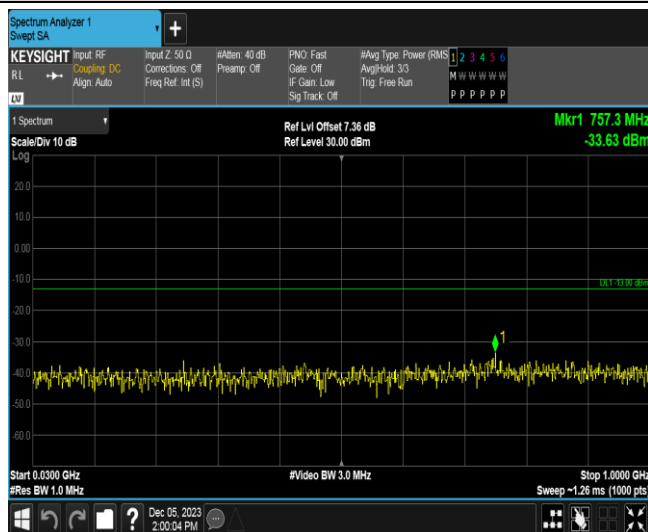 Spectrum Analyzer 1
Swept SA
+
KEYSIGHT
RL
LXI
Input: RF
Coupling: DC
Align: Auto
Input Z: 50 Ω
Corrections: Off
Freq Ref: Int (S)
#Atten: 40 dB
Preamp: Off
PNO: Fast
Gate: Off
IF Gain: Low
Sig Track: Off
#Avg Type: Power (RMS
Avg|Hold: 3/3
Trig: Free Run
1 2 3 4 5 6
M W W W W W
P P P P P P
1 Spectrum
Scale/Div 10 dB
Log
Ref Lvl Offset 7.36 dB
Ref Level 30.00 dBm
Mkr1 757.3 MHz
-33.63 dBm
20.0
10.0
0.00
-10.0
DL1 -13.00 dBm
-20.0
-30.0
1
-40.0
-50.0
-60.0
Start 0.0300 GHz
#Res BW 1.0 MHz
#Video BW 3.0 MHz
Stop 1.0000 GHz
Sweep ~1.26 ms (1000 pts)
?
Dec 05, 2023
2:00:04 PM